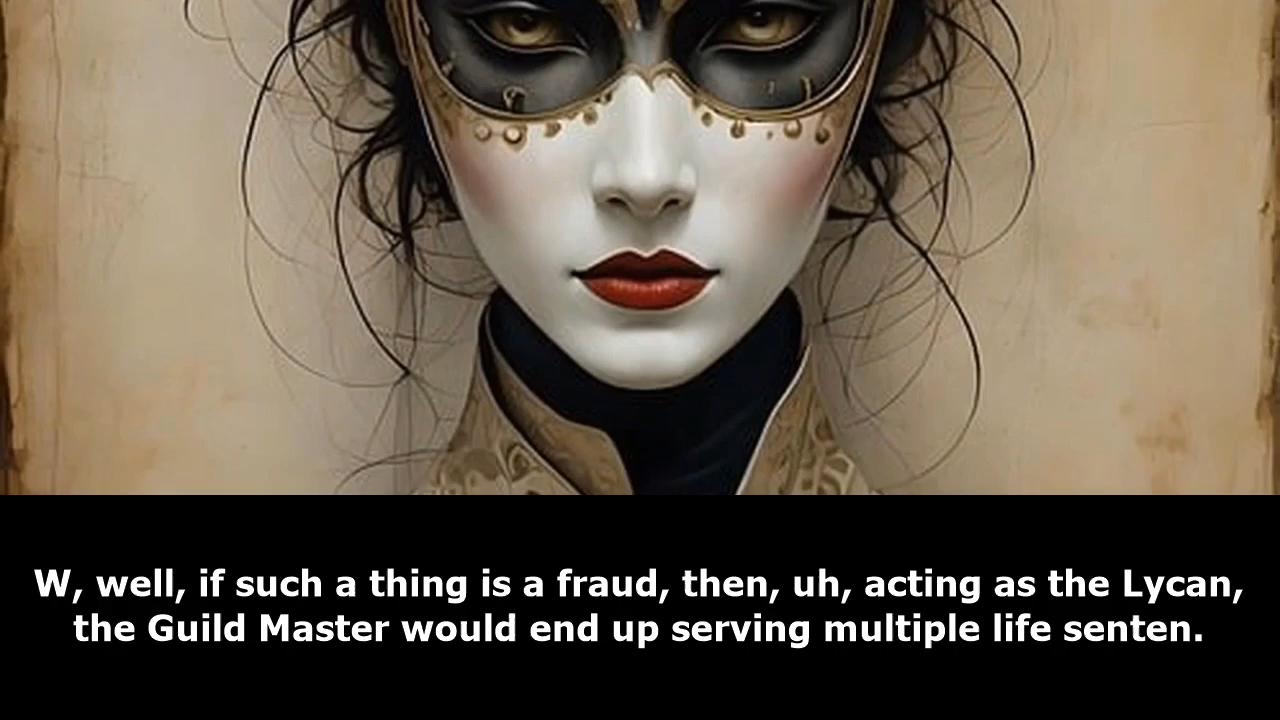 W, well, if such a thing is a fraud, then, uh, acting as the Lycan,
the Guild Master would end up serving multiple life senten.